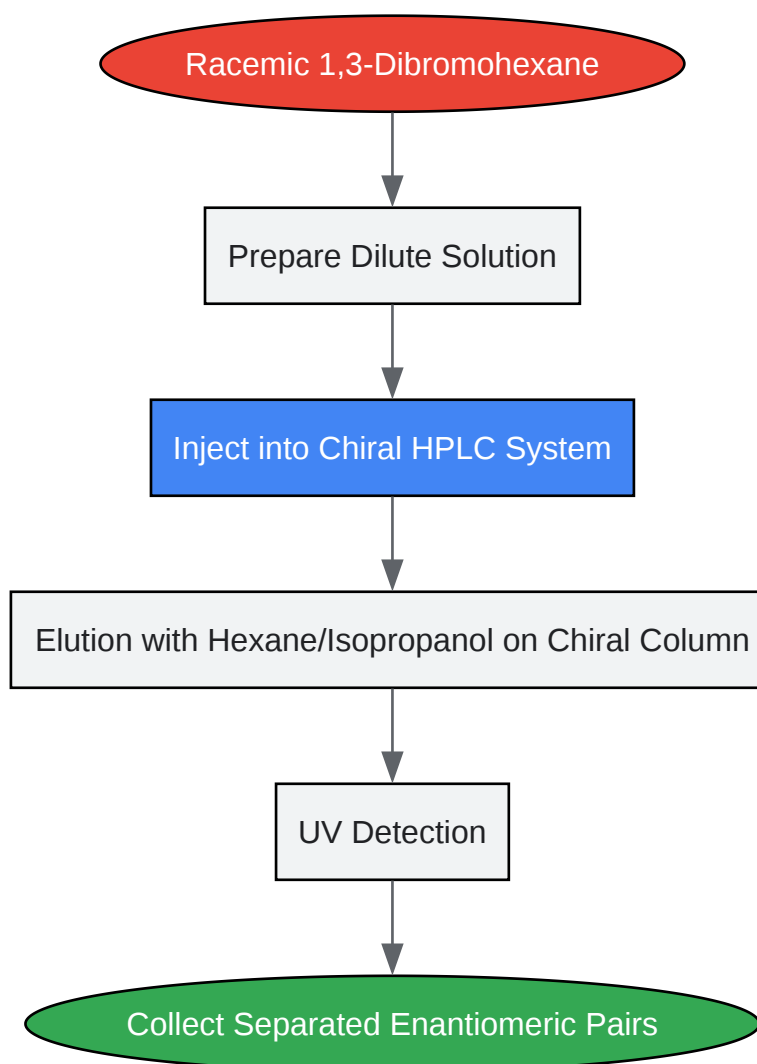 Racemic 1,3-Dibromohexane
Prepare Dilute Solution
Inject into Chiral HPLC System
Elution with Hexane/Isopropanol on Chiral Column
UV Detection
Collect Separated Enantiomeric Pairs